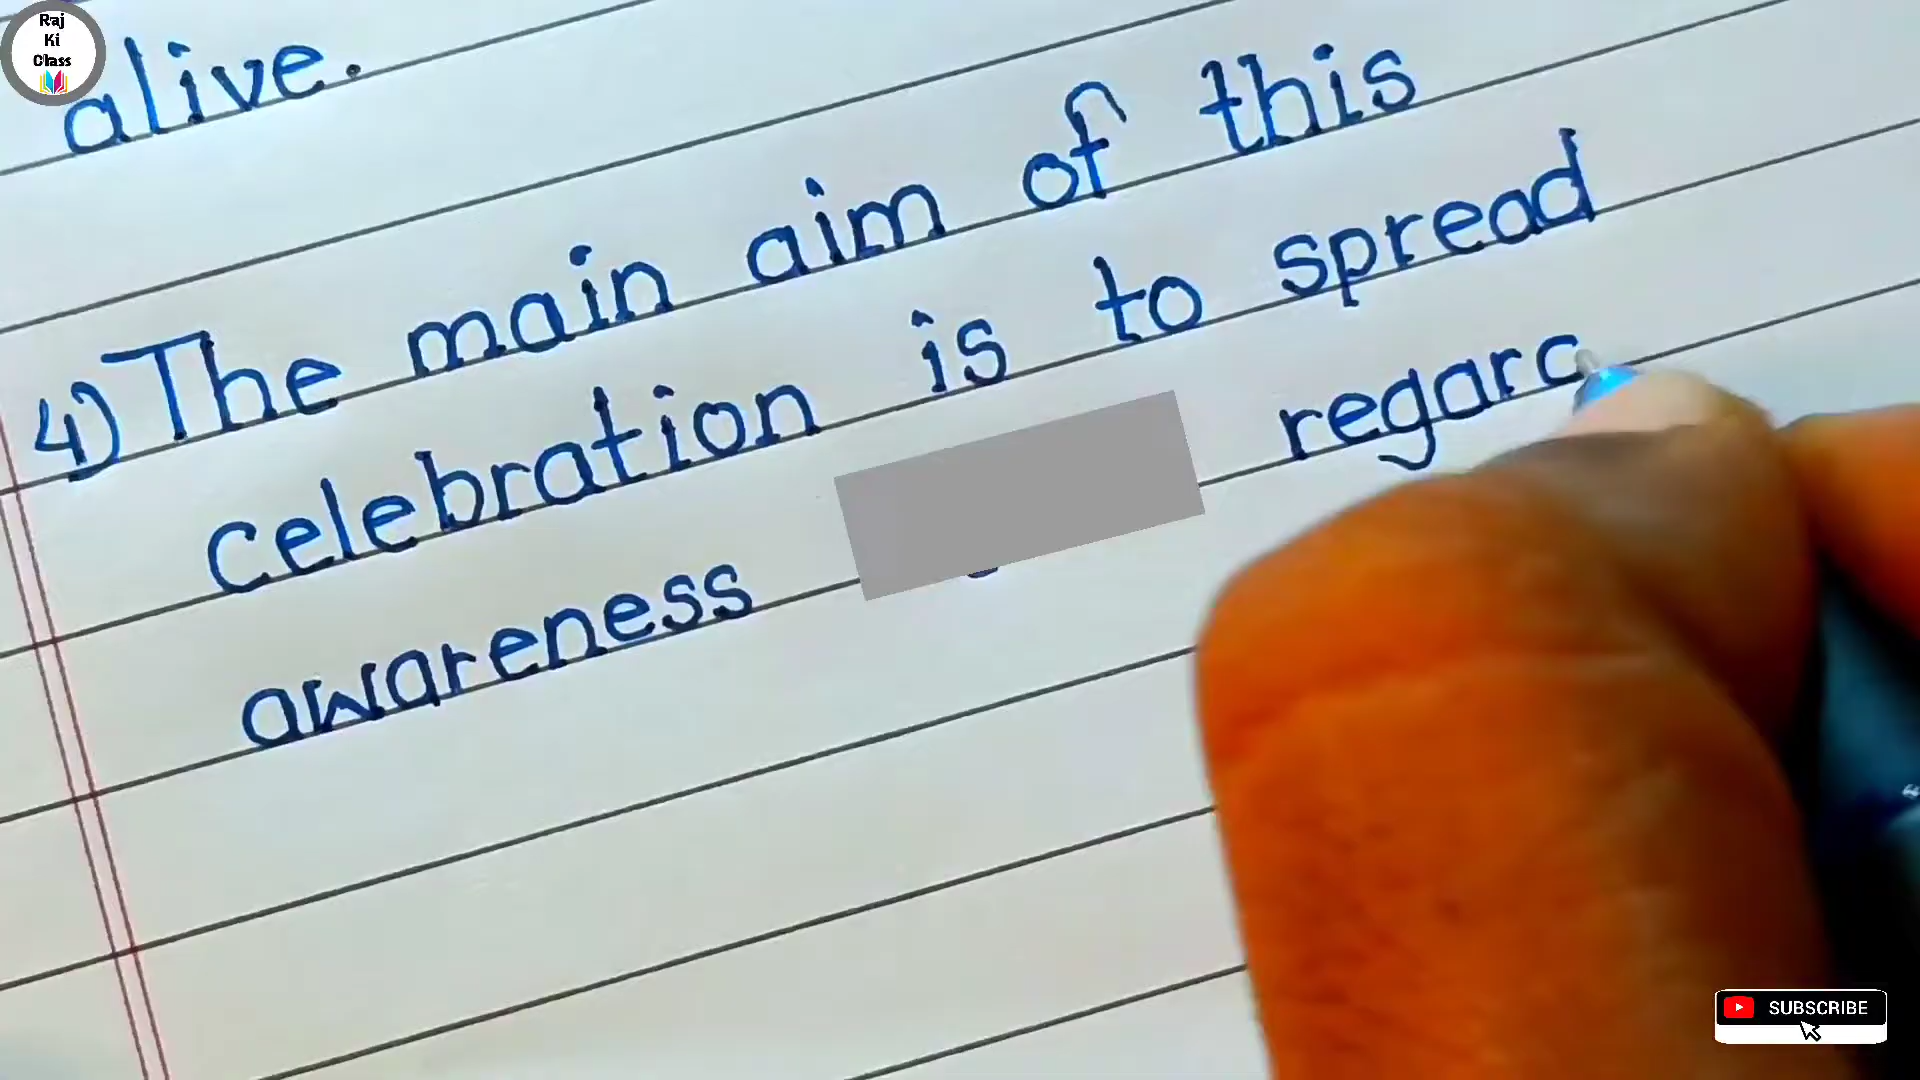 Raj
Ki
Class
alive.
4) The main aim of this
celebration is to spread
awareness regarc
SUBSCRIBE